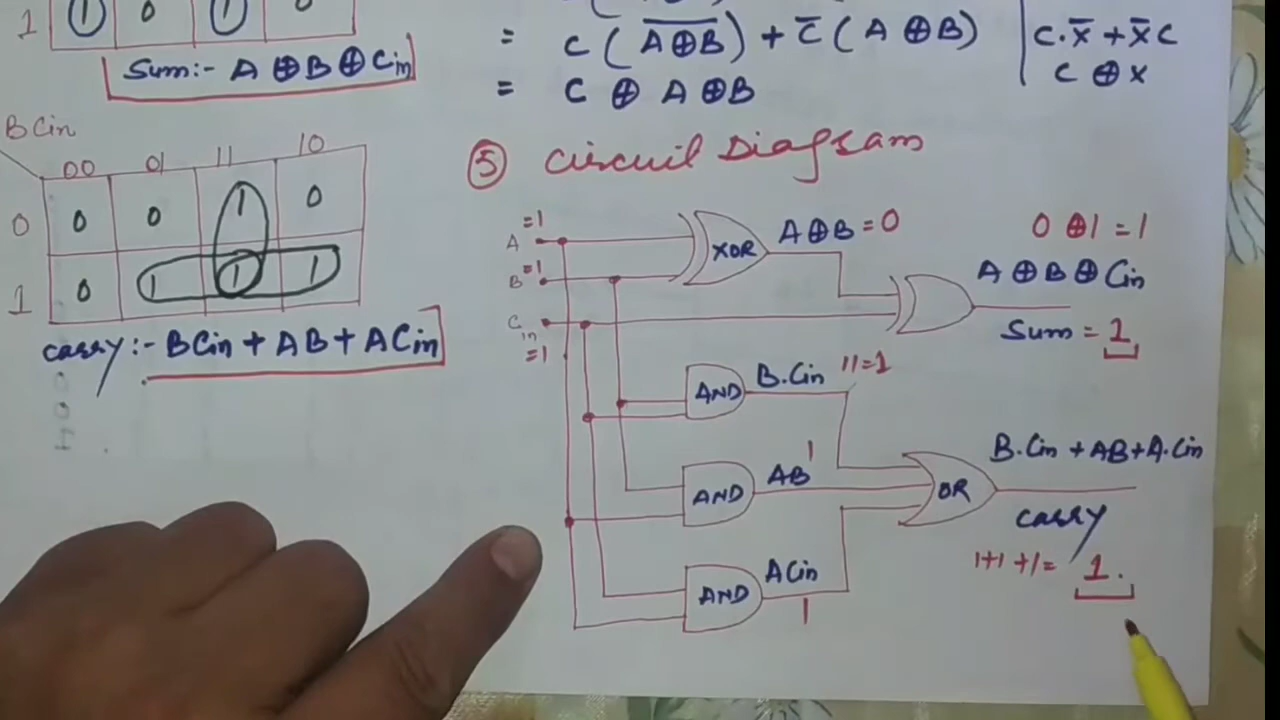 1 1 0 1 0
Sum:- A ⊕ B ⊕ Cin
= C ( \overline{A⊕B} ) + C̅ ( A ⊕ B )
= C ⊕ A ⊕ B
C·x̅ + x̅ C
C ⊕ x
B Cin
00 01 11 10
0 0 0 1 0
1 0 1 1 1
carry:- BCin + AB + ACin
⑤ Circuil Diagram
A =1
B =1
Cin =1
XOR
A ⊕ B = 0
0 ⊕ 1 = 1
A ⊕ B ⊕ Cin
Sum = 1
AND
B.Cin 11=1
AND
AB 1
AND
ACin 1
OR
B.Cin + AB + A.Cin
carry
1+1+1= 1.